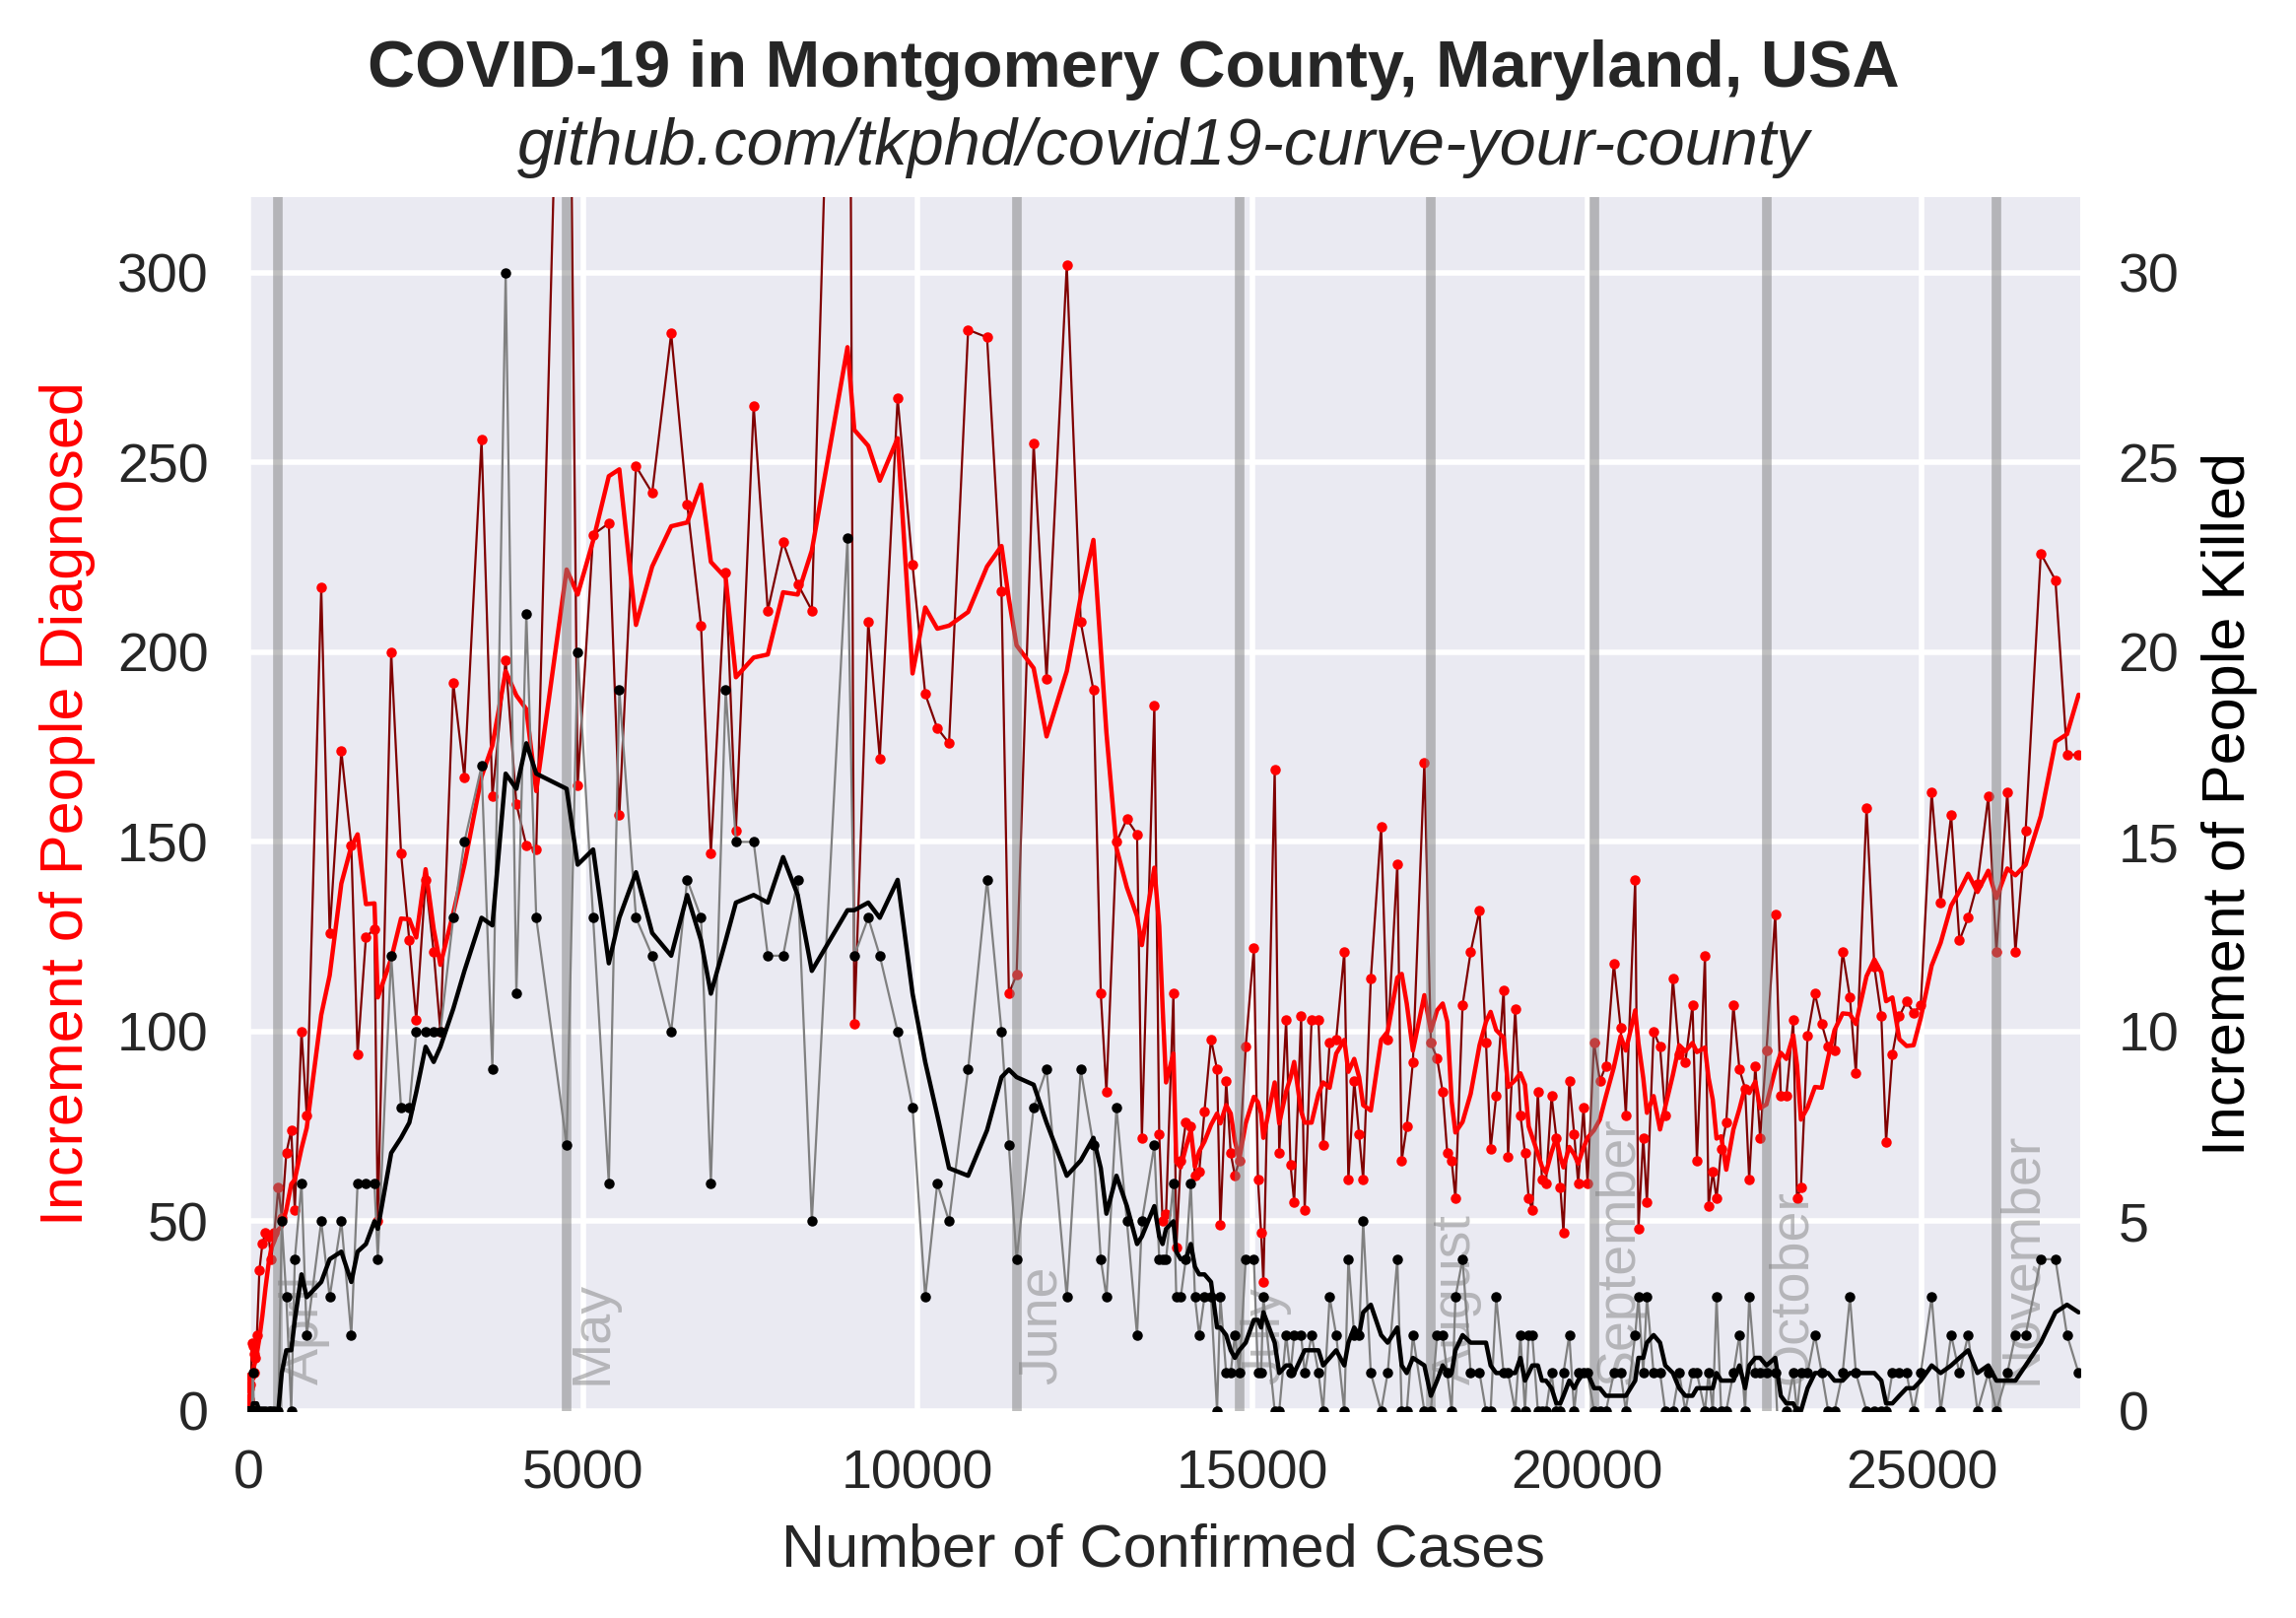 COVID-19 in Montgomery County, Maryland, USA
github.com/tkphd/covid19-curve-your-county
Increment of People Diagnosed
300
250
200
150
100
50
0
30
25
20
15
10
5
0
Increment of People Killed
April
May
June
July
August
September
October
November
0 5000 10000 15000 20000 25000
Number of Confirmed Cases